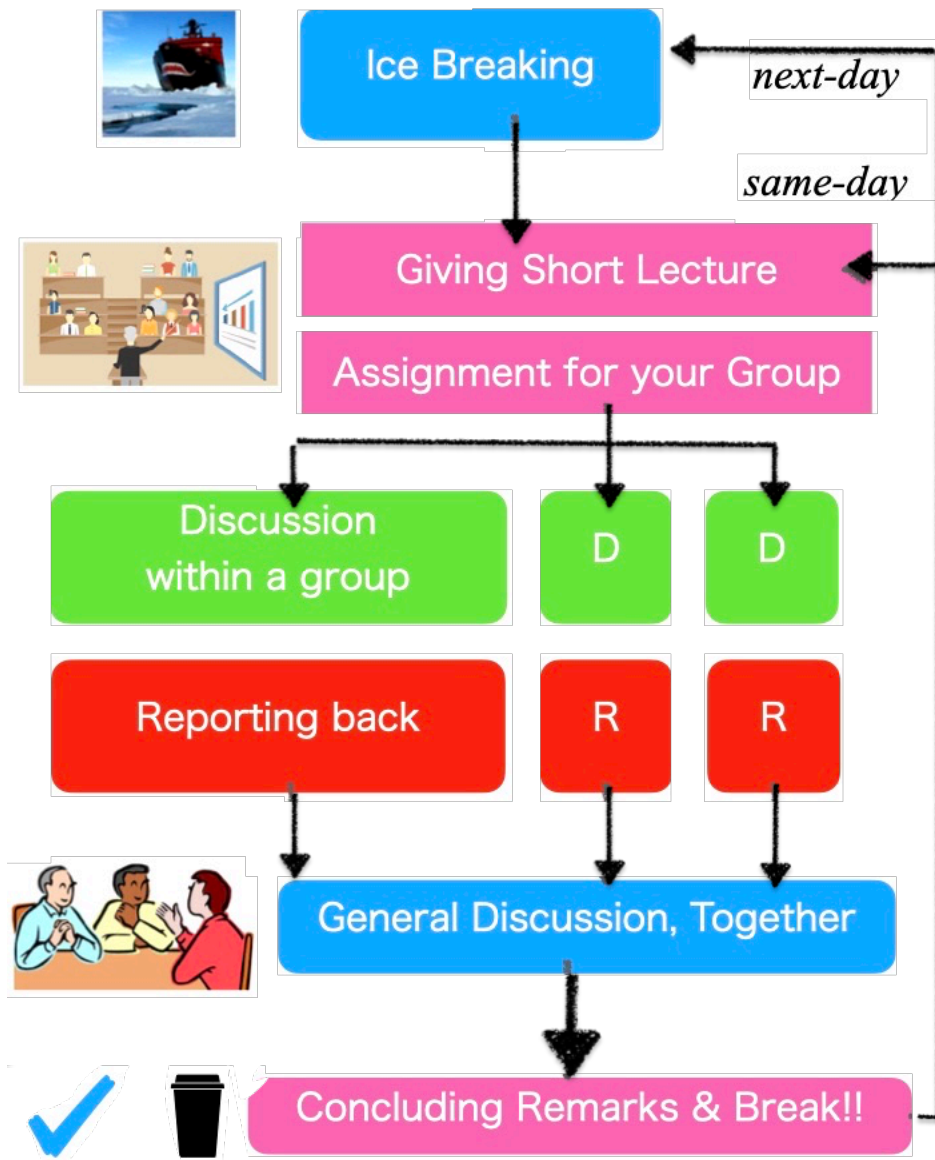 Ice Breaking
next-day
same-day
Giving Short Lecture
Assignment for your Group
Discussion
within a group
D
D
Reporting back
R
R
General Discussion, Together
Concluding Remarks & Break!!